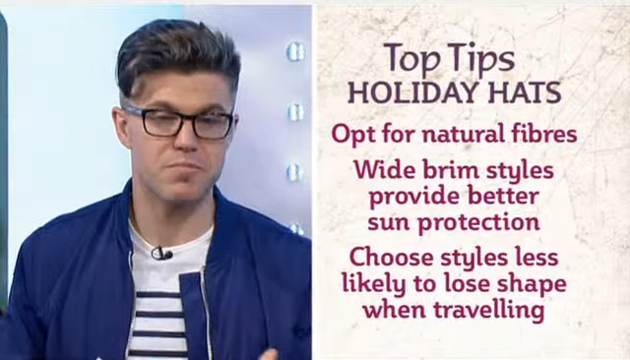 Top Tips
HOLIDAY HATS
Opt for natural fibres
Wide brim styles
provide better
sun protection
Choose styles less
likely to lose shape
when travelling